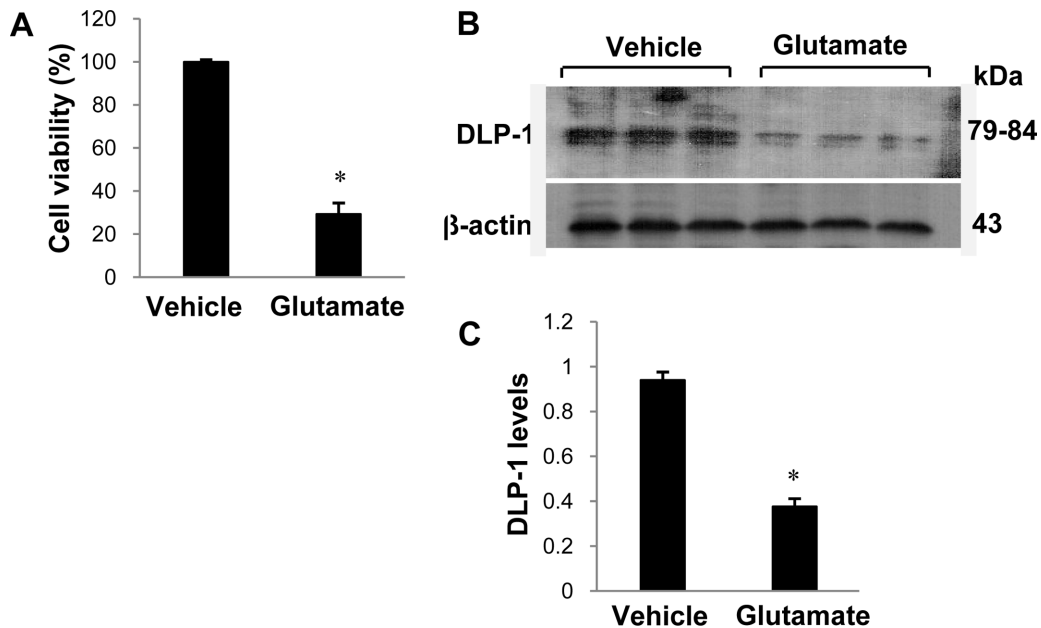 A
Cell viability (%)
120
100
80
60
40
20
0
*
Vehicle
Glutamate
B
Vehicle
Glutamate
kDa
DLP-1
79-84
β-actin
43
C
DLP-1 levels
1.2
1
0.8
0.6
0.4
0.2
0
*
Vehicle
Glutamate